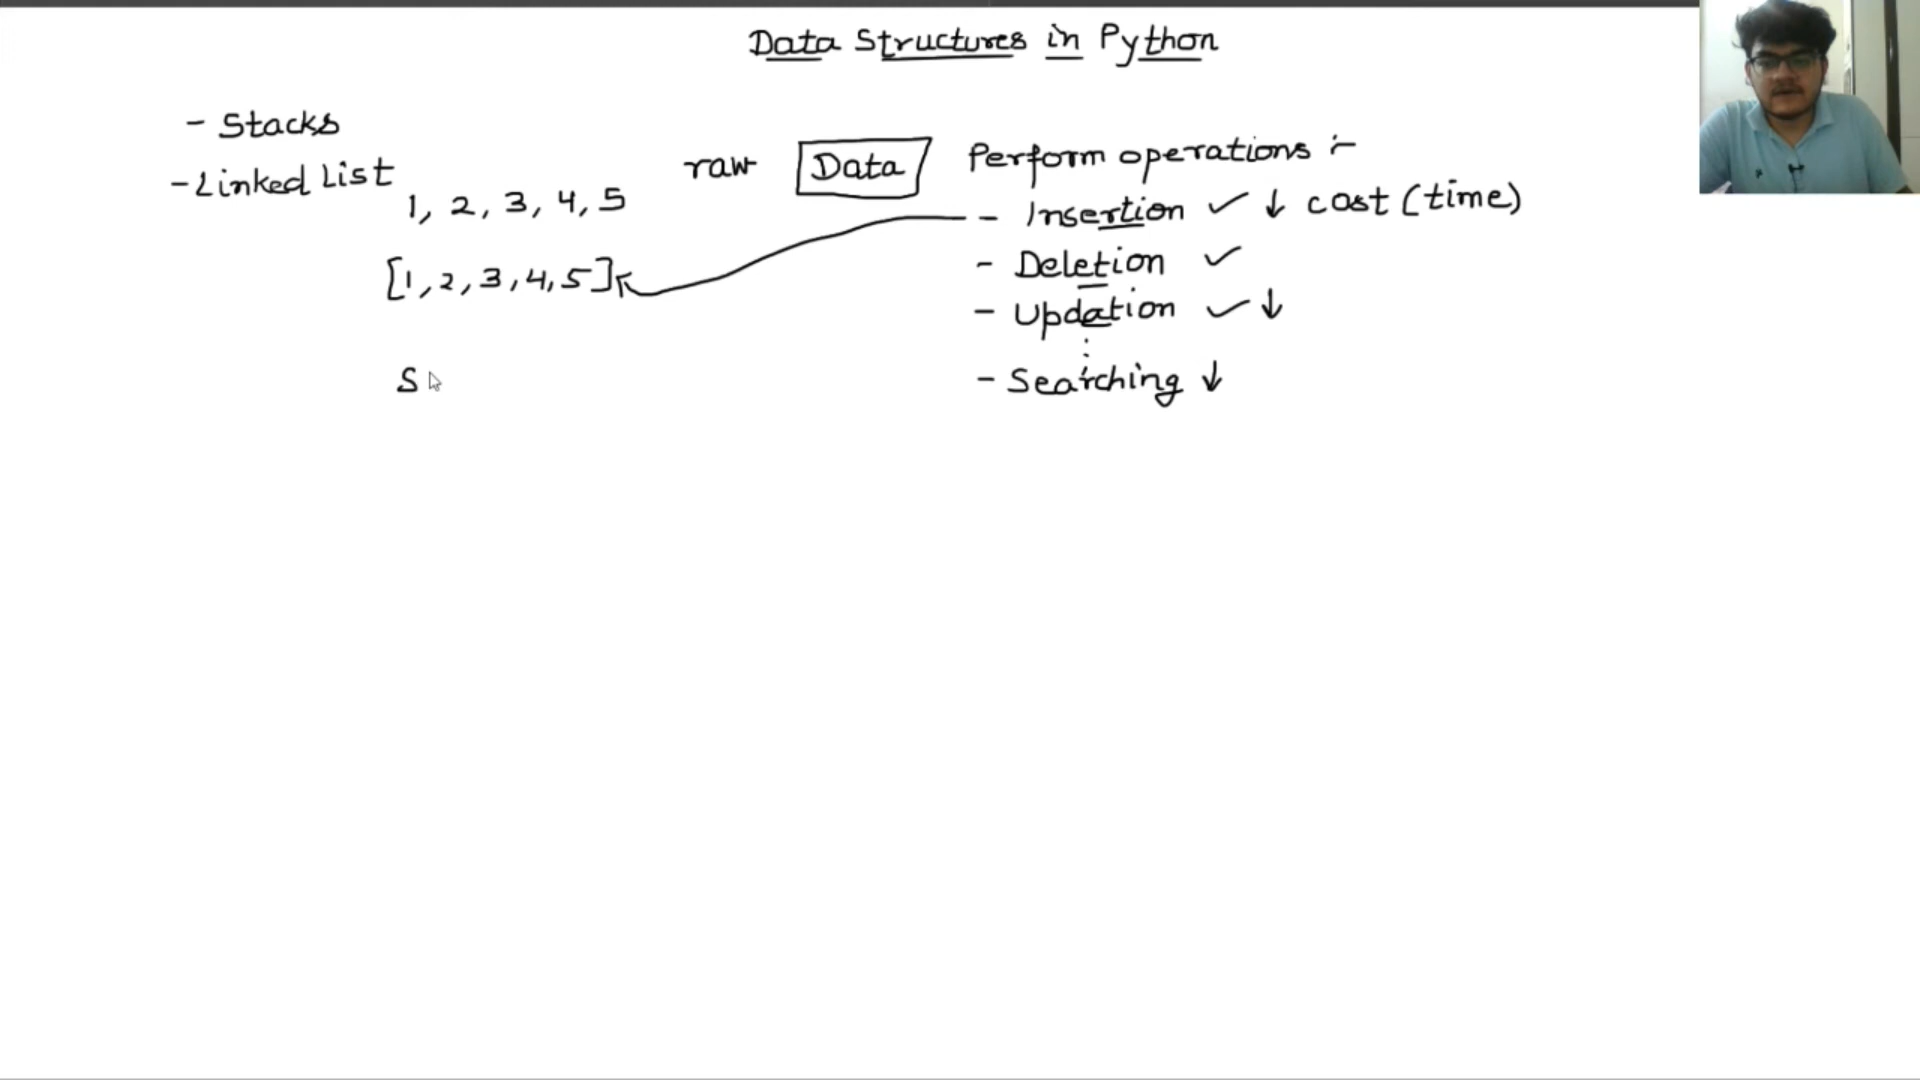 Data Structures in Python
- Stacks
- Linked List
1, 2, 3, 4, 5
[1, 2, 3, 4, 5]
S
raw Data
Perform operations :-
- Insertion ✓ ↓ cost (time)
- Deletion ✓
- Updation ✓ ↓
- Searching ↓